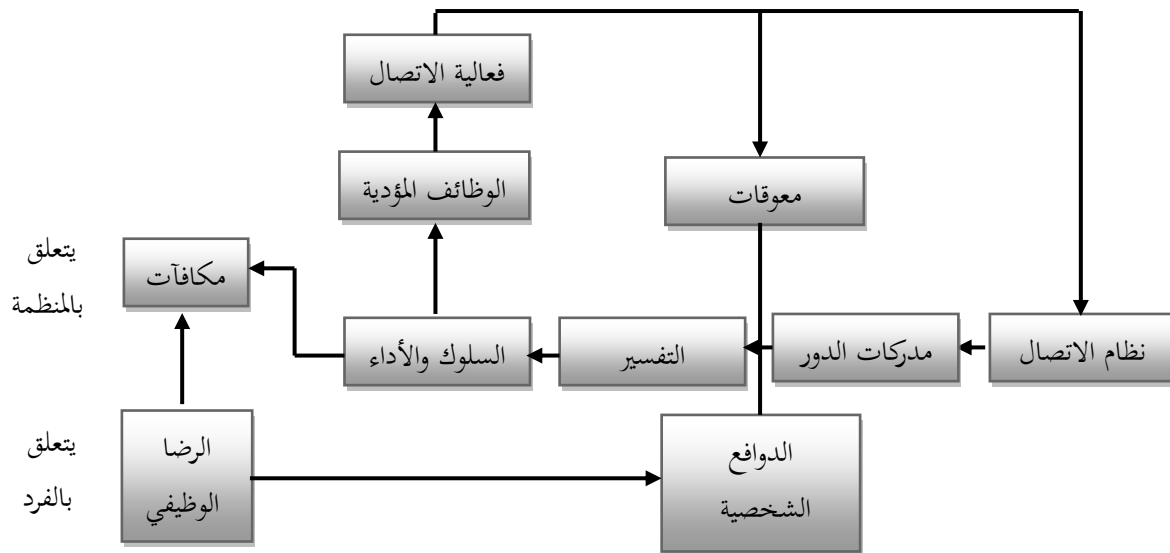 فعالية الاتصال
الوظائف المؤدية
معوقات
يتعلق
بالمنظمة
مكافآت
نظام الاتصال
مدركات الدور
التفسير
السلوك والأداء
يتعلق
بالفرد
الرضا
الوظيفي
الدوافع
الشخصية